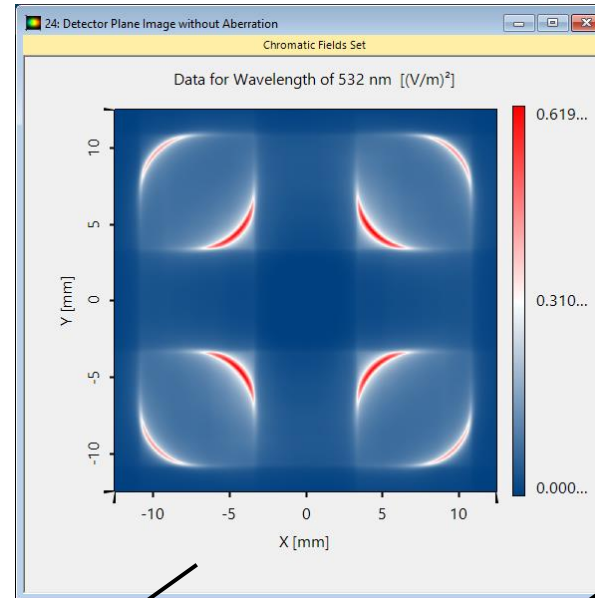 24: Detector Plane Image without Aberration
Chromatic Fields Set
Data for Wavelength of 532 nm [(V/m)²]
0.619...
0.310...
0.000...
Y [mm]
10
5
0
-5
-10
-10
-5
0
5
10
X [mm]